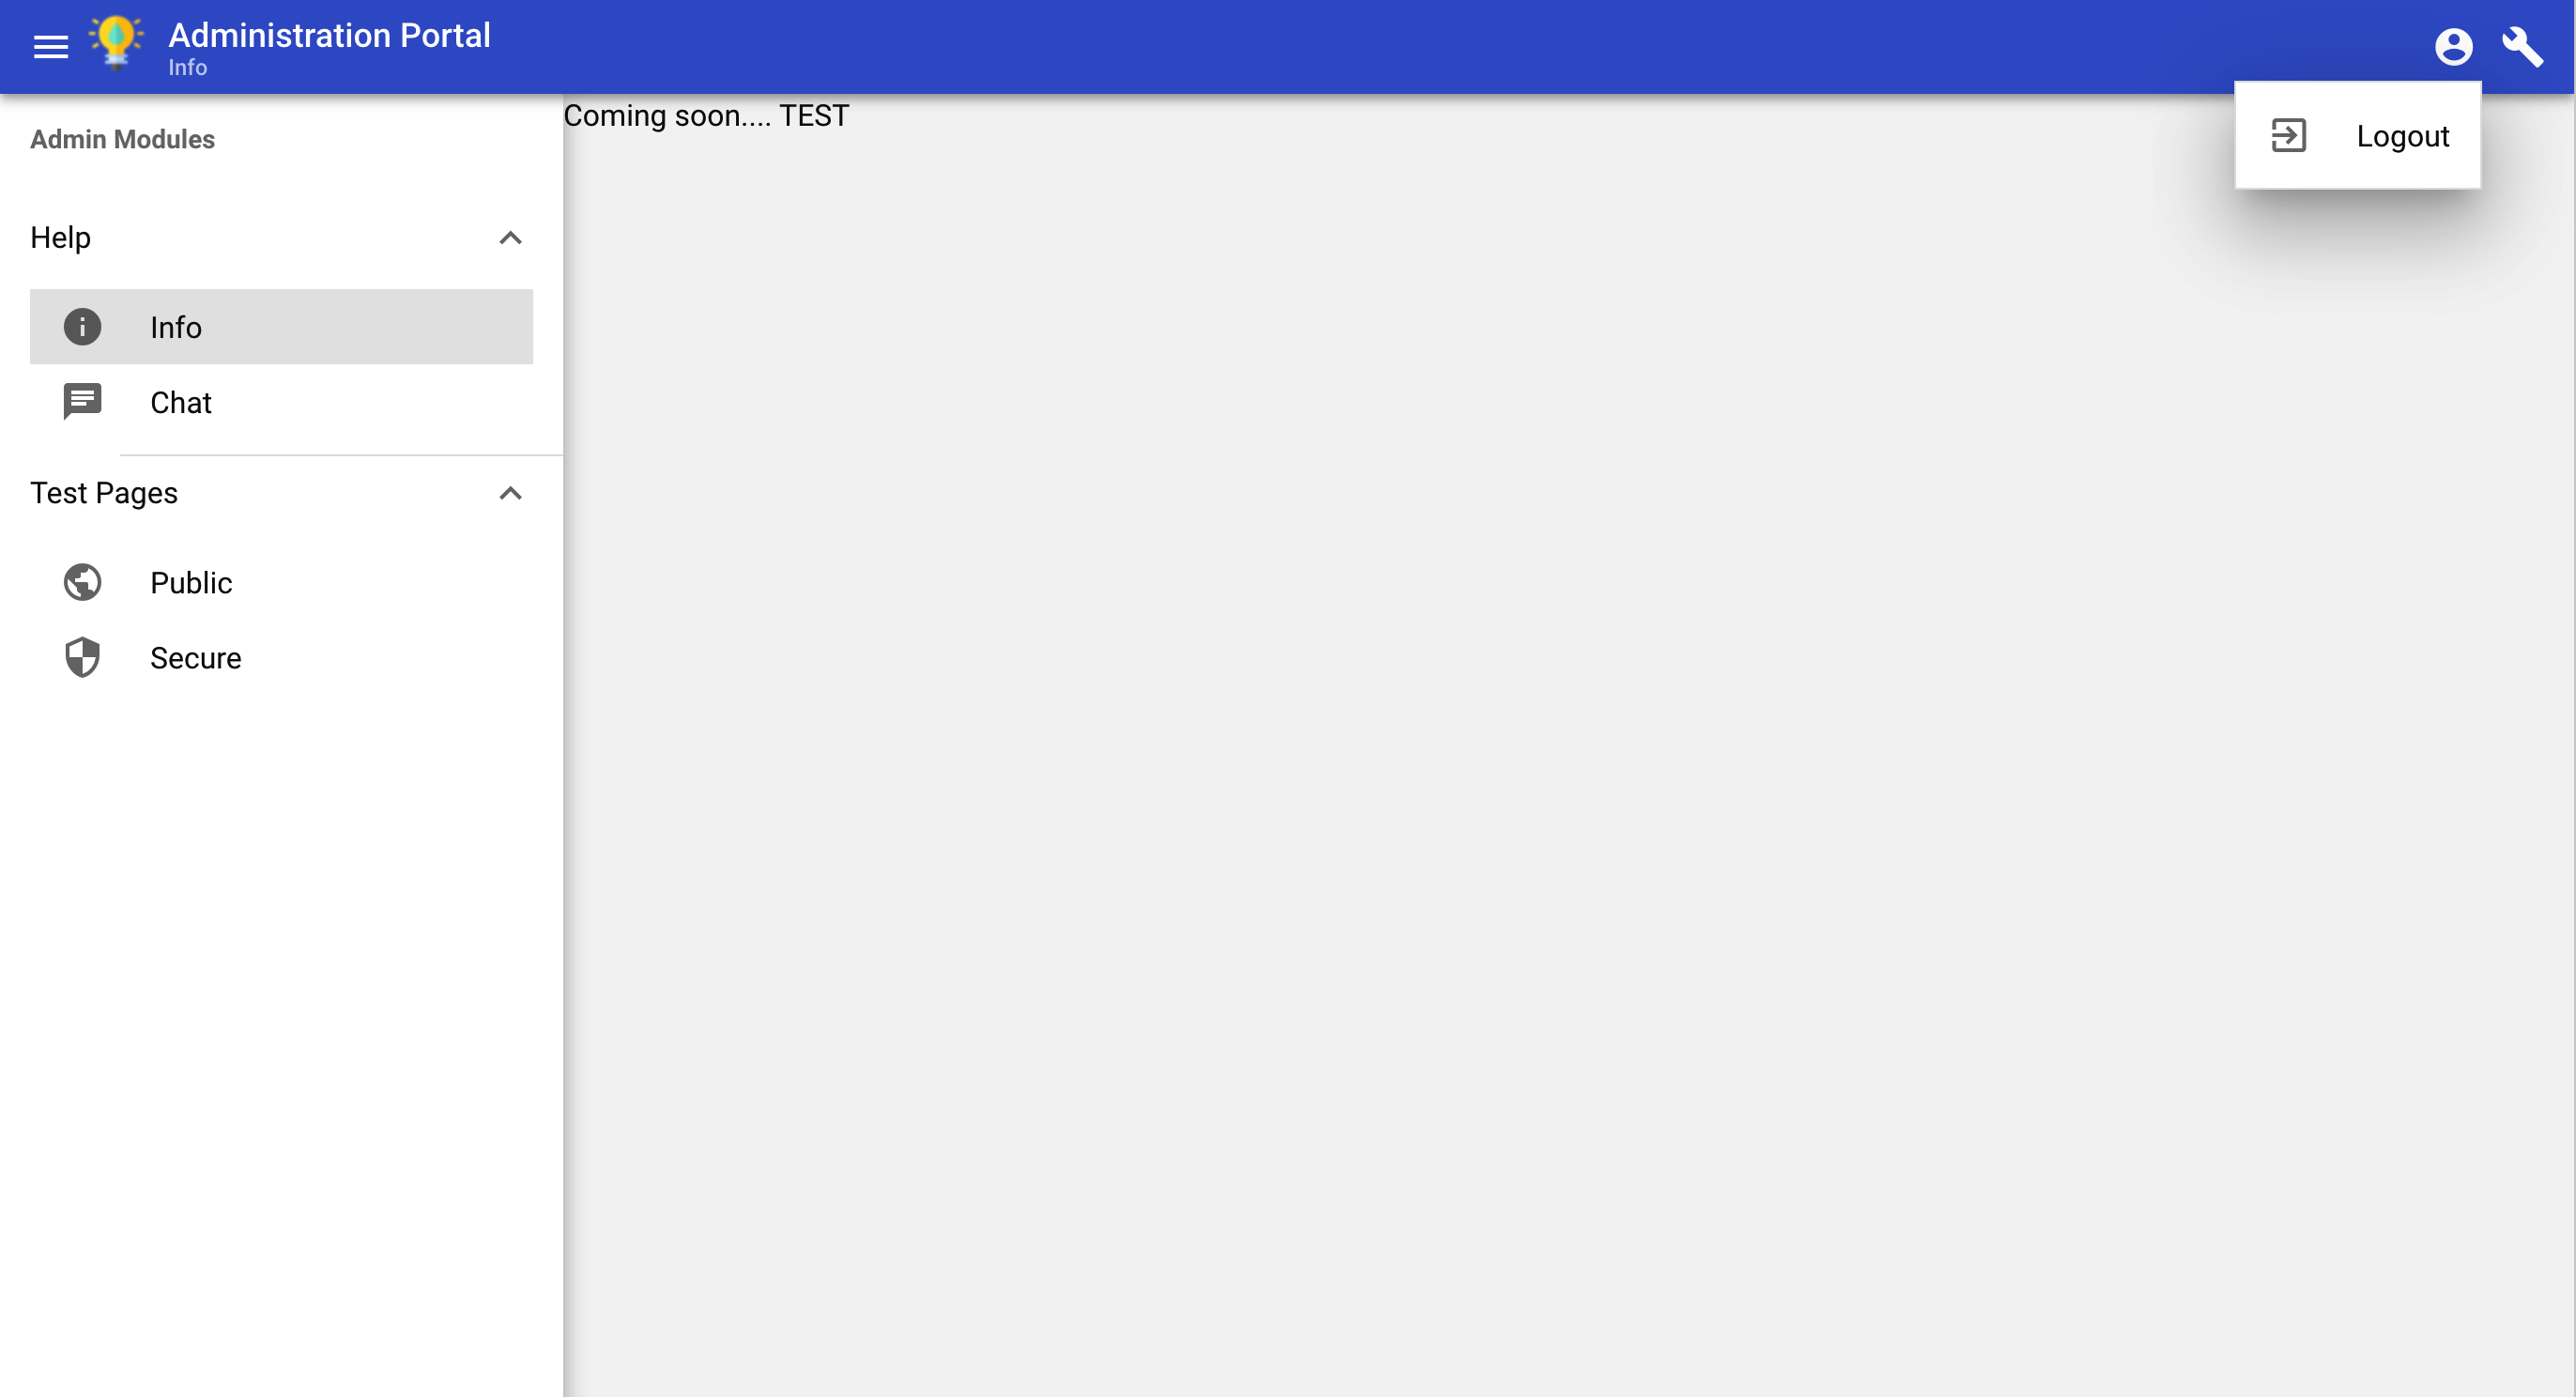 Administration Portal
Info
Logout
Coming soon.... TEST
Admin Modules
Help
Info
Chat
Test Pages
Public
Secure